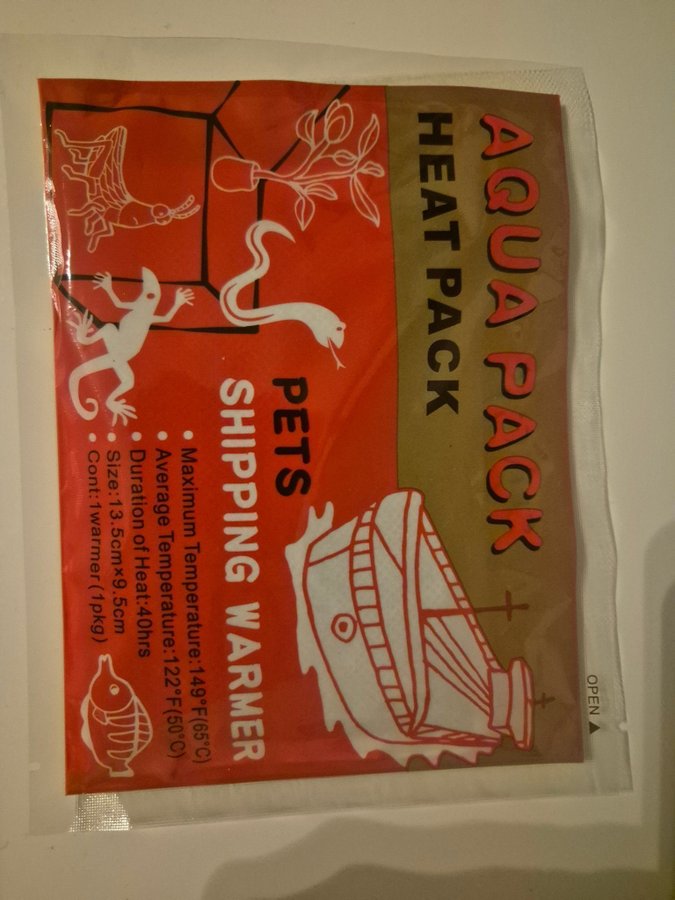 AQUA PACK
HEAT PACK
PETS
SHIPPING WARMER
• Maximum Temperature:149°F(65°C)
• Average Temperature:122°F(50°C)
• Duration of Heat:40hrs
• Size:13.5cm×9.5cm
• Cont:1warmer(1pkg)
OPEN ▲